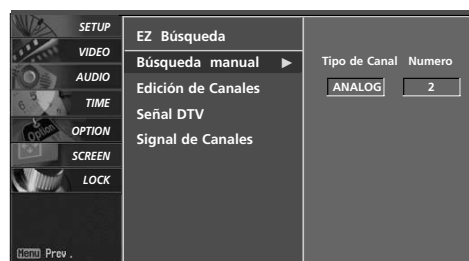 SETUP
VIDEO
AUDIO
TIME
OPTION
SCREEN
LOCK
Menu Prev.
EZ Búsqueda
Búsqueda manual ►
Edición de Canales
Señal DTV
Signal de Canales
Tipo de Canal Numero
ANALOG 2